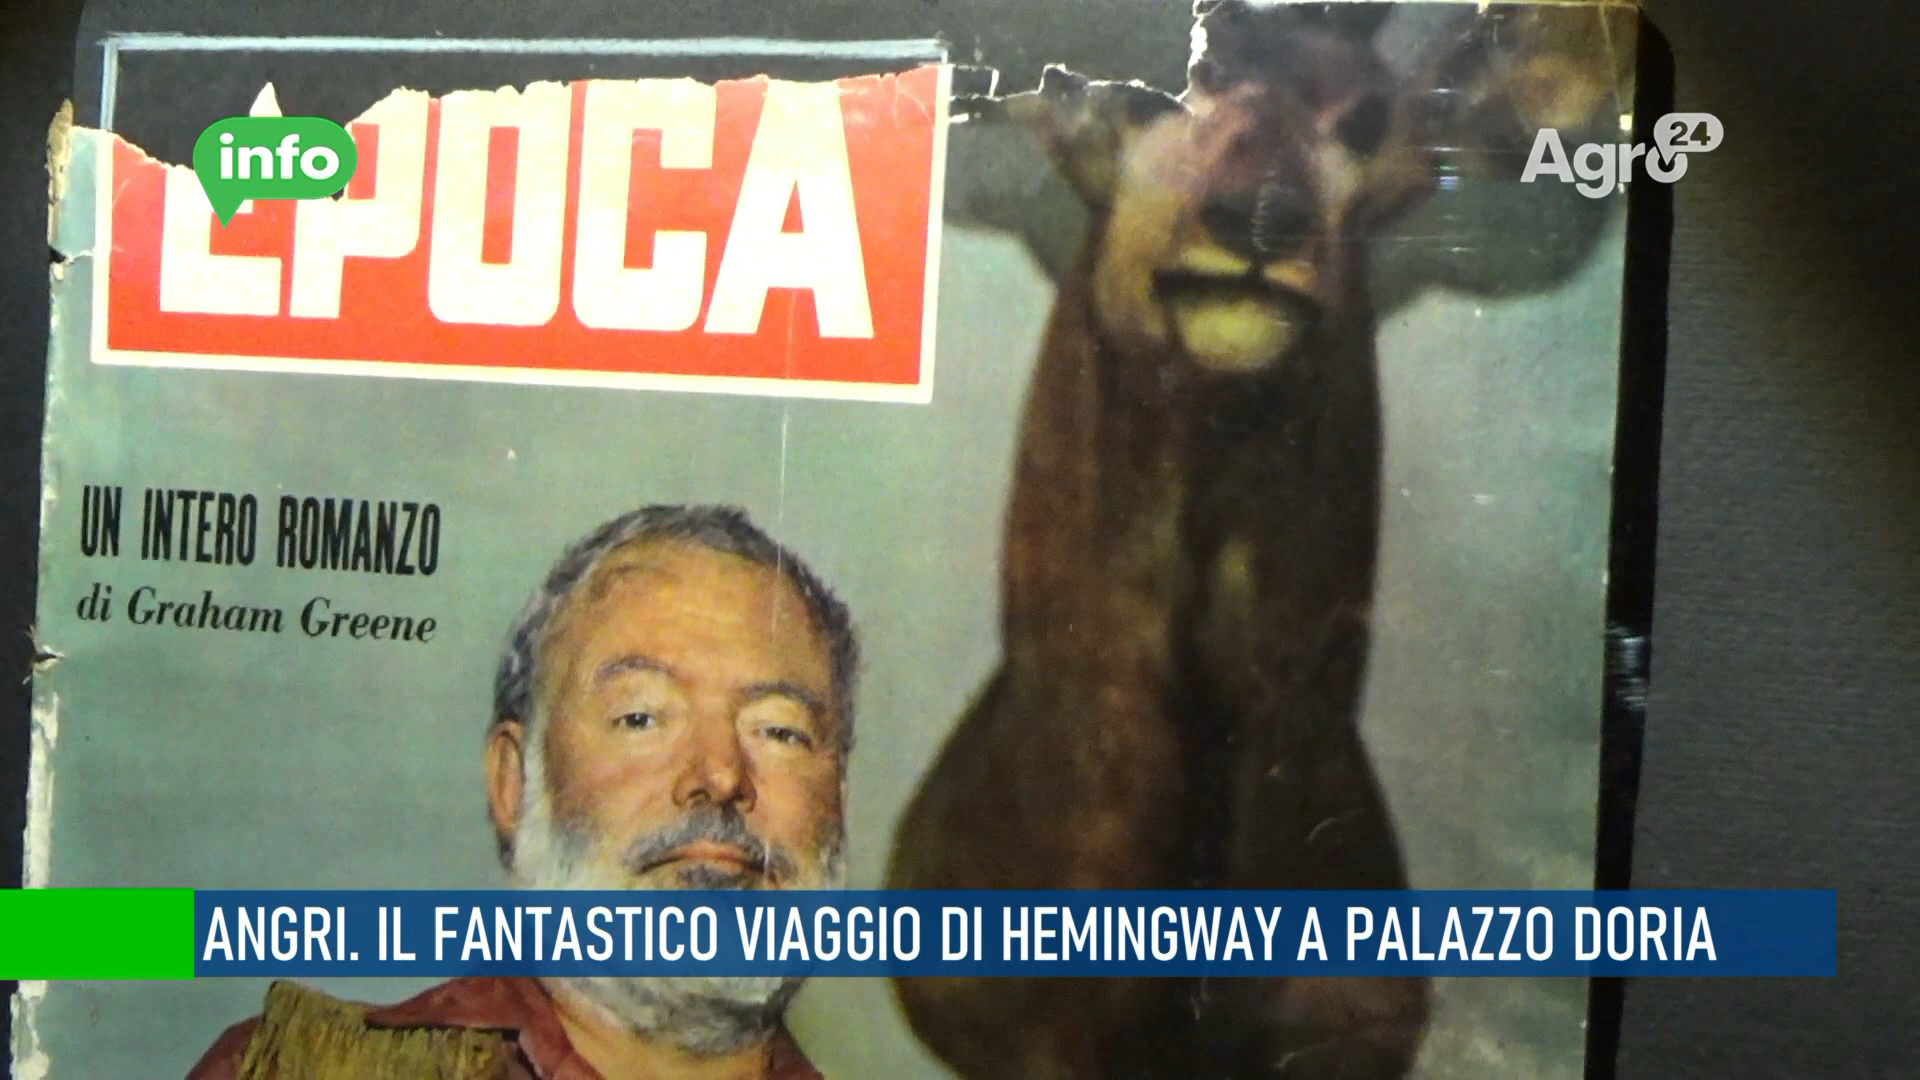 EPOCA
info
Agro24
UN INTERO ROMANZO
di Graham Greene
ANGRI. IL FANTASTICO VIAGGIO DI HEMINGWAY A PALAZZO DORIA